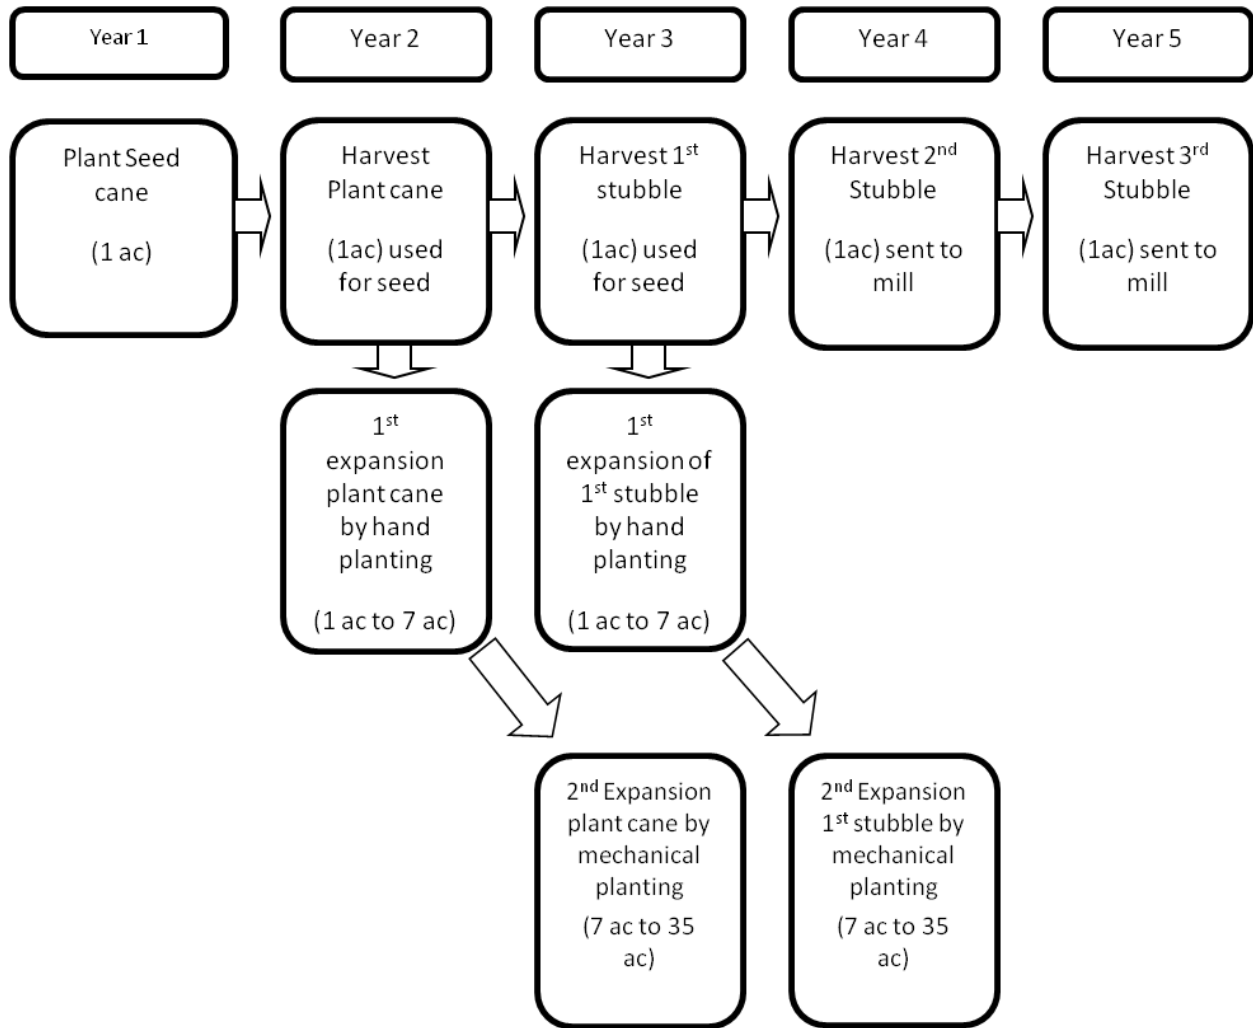 Year 1
Year 2
Year 3
Year 4
Year 5
Plant Seed
cane
(1 ac)
Harvest
Plant cane
(1ac) used
for seed
Harvest 1st
stubble
(1ac) used
for seed
Harvest 2nd
Stubble
(1ac) sent to
mill
Harvest 3rd
Stubble
(1ac) sent to
mill
1st
expansion
plant cane
by hand
planting
(1 ac to 7 ac)
1st
expansion of
1st stubble
by hand
planting
(1 ac to 7 ac)
2nd Expansion
plant cane by
mechanical
planting
(7 ac to 35
ac)
2nd Expansion
1st stubble by
mechanical
planting
(7 ac to 35
ac)